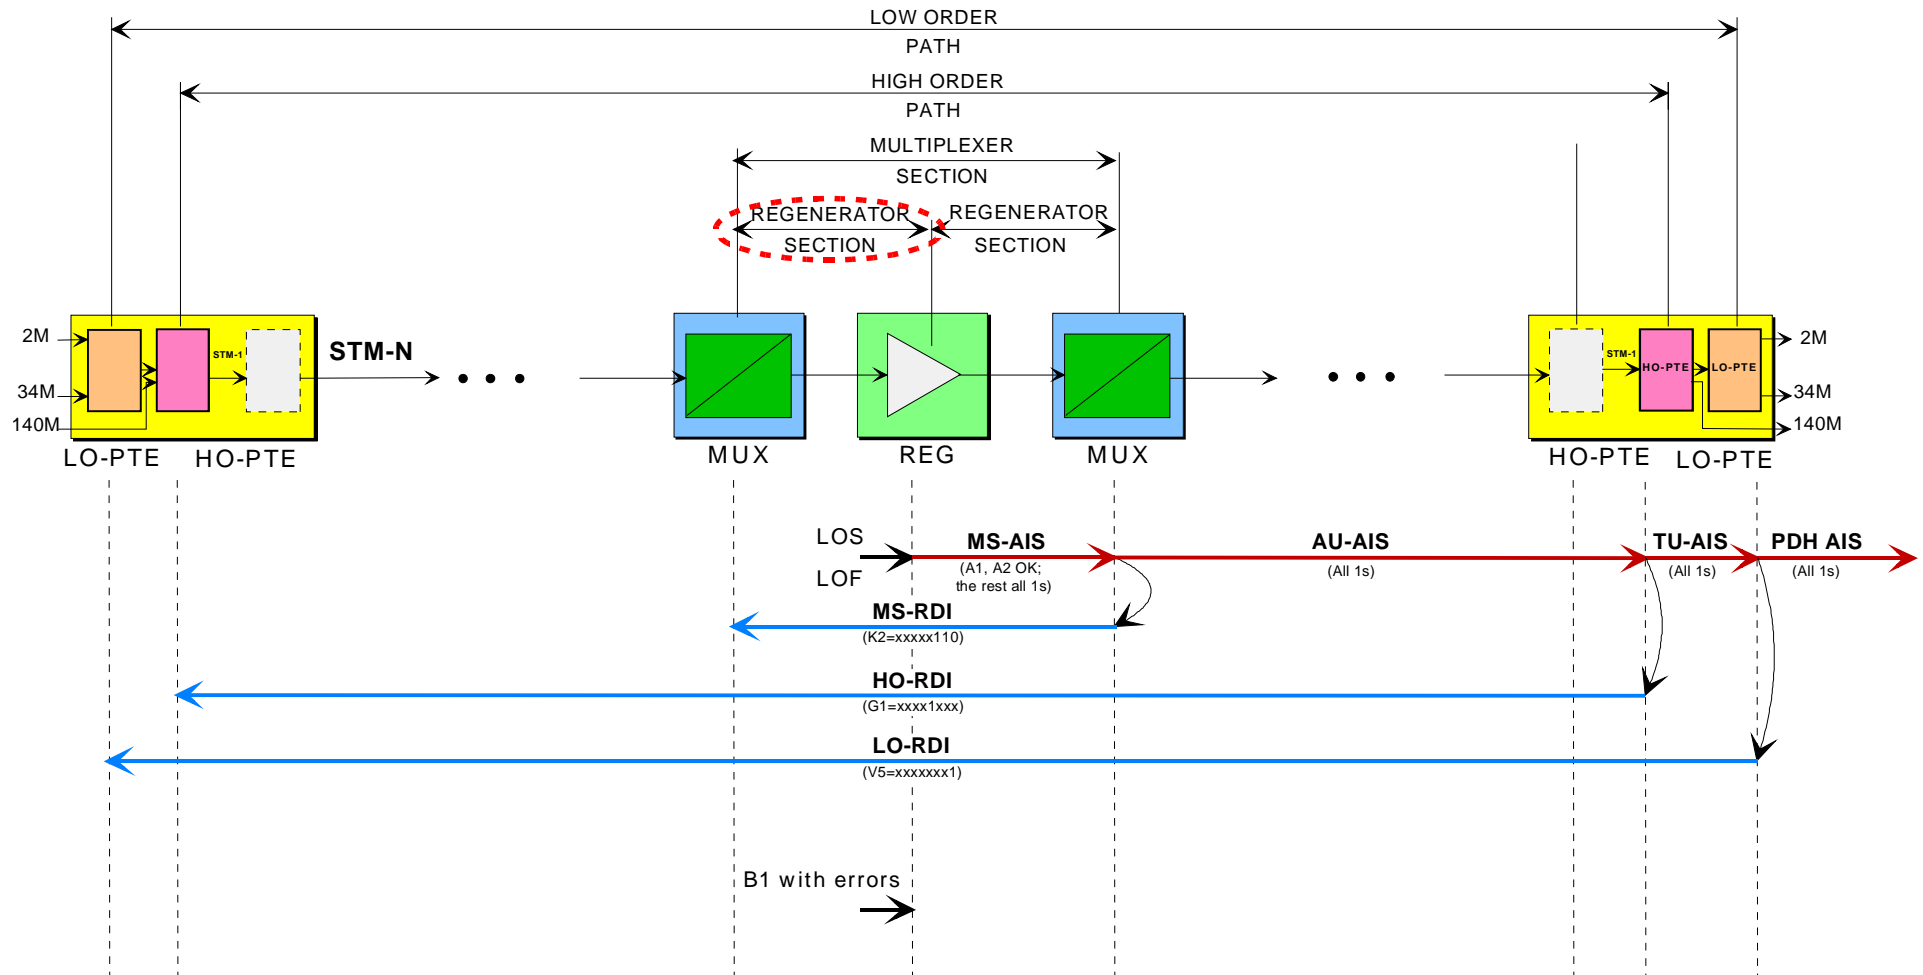 LOW ORDER
PATH
HIGH ORDER
PATH
MULTIPLEXER
SECTION
REGENERATOR
SECTION
REGENERATOR
SECTION
2M
34M
140M
STM-1
STM-N
STM-1
HO-PTE
LO-PTE
2M
34M
140M
LO-PTE
HO-PTE
MUX
REG
MUX
HO-PTE
LO-PTE
LOS
LOF
MS-AIS
(A1, A2 OK;
the rest all 1s)
AU-AIS
(All 1s)
TU-AIS
(All 1s)
PDH AIS
(All 1s)
MS-RDI
(K2=xxxxx110)
HO-RDI
(G1=xxxx1xxx)
LO-RDI
(V5=xxxxxxx1)
B1 with errors